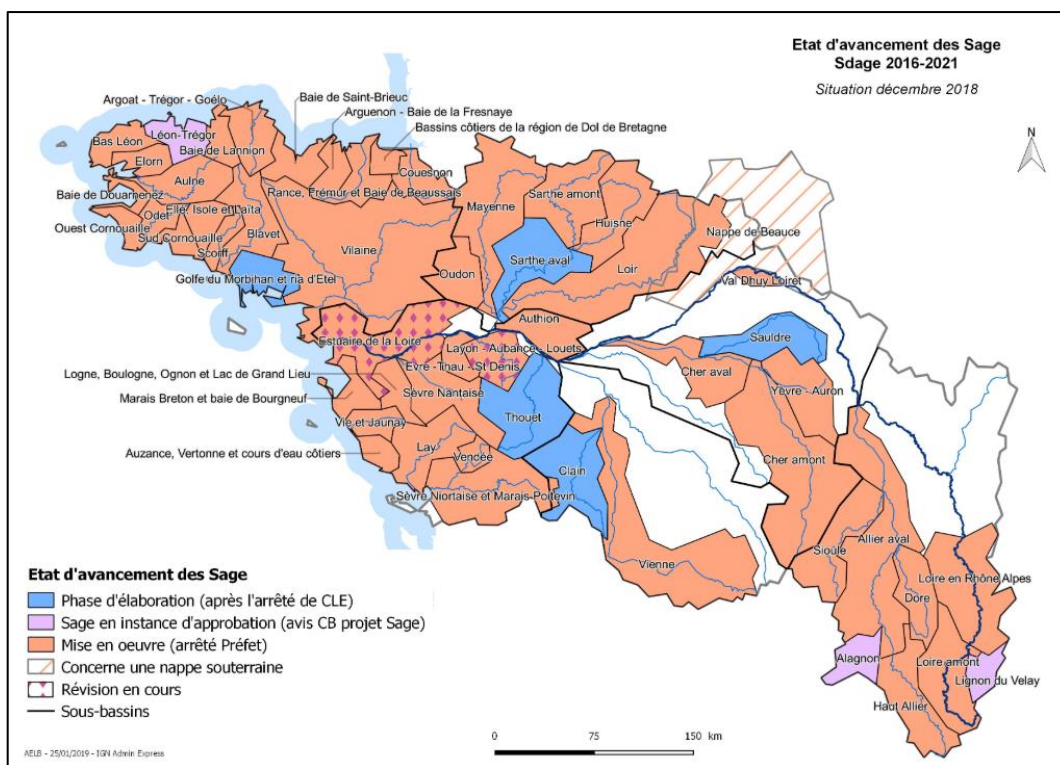 Etat d'avancement des Sage
Sdage 2016-2021
Situation décembre 2018
N
Argoat - Trégor - Goélo
Baie de Saint-Brieuc
Arguenon - Baie de la Fresnaye
Bassins côtiers de la région de Dol de Bretagne
Bas Léon
Léon-Trégor
Baie de Lannion
Couesnon
Elorn
Aulne
Rance, Frémur et Baie de Beaussais
Baie de Douarnenez
Mayenne
Sarthe amont
Huisne
Nappe de Beauce
Odet
Ellé, Isole et Laïta
Ouest Cornouaille
Sud Cornouaille
Blavet
Vilaine
Scorff
Oudon
Sarthe aval
Loir
Golfe du Morbihan et ria d'Etel
Val Dhuy Loiret
Authion
Estuaire de la Loire
Layon - Aubance - Louets
Sauldre
Logne, Boulogne, Ognon et Lac de Grand Lieu
Evre - Thau - St Denis
Cher aval
Marais Breton et baie de Bourgneuf
Sèvre Nantaise
Yèvre - Auron
Vie et Jaunay
Thouet
Auzance, Vertonne et cours d'eau côtiers
Lay
Vendée
Clain
Cher amont
Sèvre Niortaise et Marais Poitevin
Vienne
Sioule
Allier aval
Loire en Rhône Alpes
Dore
Alagnon
Loire amont
Lignon du Velay
Haut Allier
Etat d'avancement des Sage
Phase d'élaboration (après l'arrêté de CLE)
Sage en instance d'approbation (avis CB projet Sage)
Mise en oeuvre (arrêté Préfet)
Concerne une nappe souterraine
Révision en cours
Sous-bassins
0 75 150 km
AELB - 25/01/2019 - IGN Admin Express